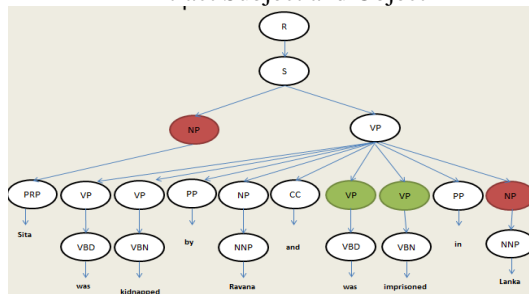 R
S
NP VP
PRP VP VP PP NP CC VP VP PP NP
Sita by and in
VBD VBN NNP VBD VBN NNP
was kidnapped Ravana was imprisoned Lanka